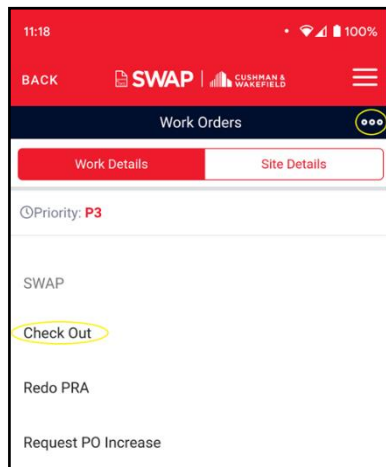 11:18 100%
BACK SWAP | CUSHMAN &
WAKEFIELD
Work Orders
Work Details Site Details
Priority: P3
SWAP
Check Out
Redo PRA
Request PO Increase